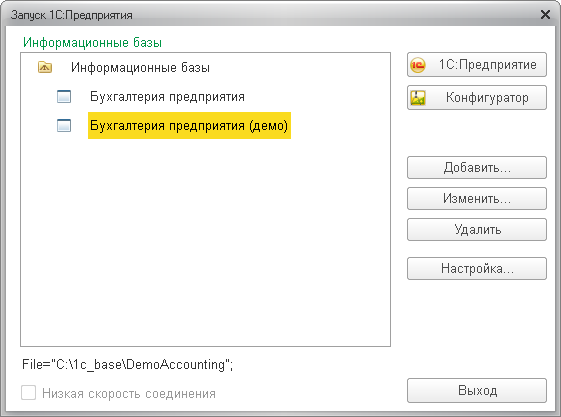 Запуск 1С:Предприятия
Информационные базы
Информационные базы
Бухгалтерия предприятия
Бухгалтерия предприятия (демо)
1С:Предприятие
Конфигуратор
Добавить...
Изменить...
Удалить
Настройка...
File="C:\1c_base\DemoAccounting";
Низкая скорость соединения
Выход